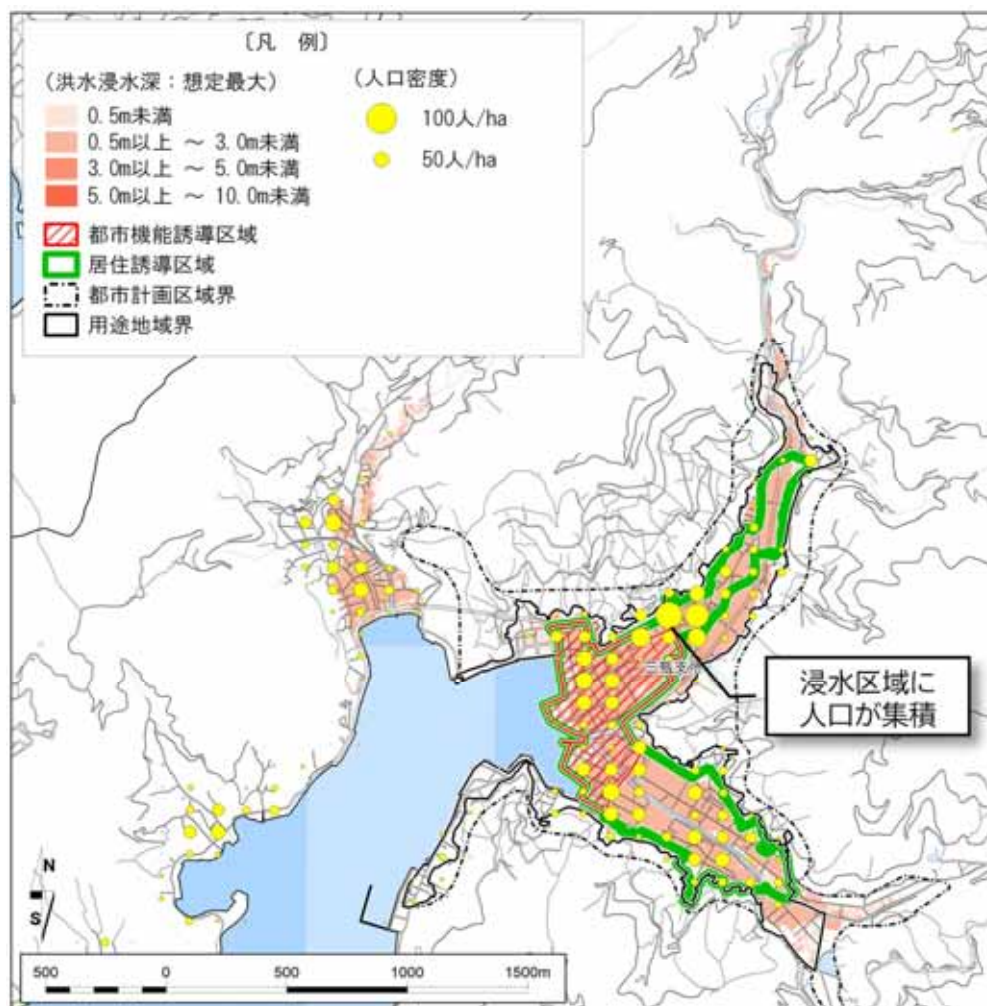 〔凡　例〕
（洪水浸水深：想定最大）
0.5m未満
0.5m以上 ～ 3.0m未満
3.0m以上 ～ 5.0m未満
5.0m以上 ～ 10.0m未満
都市機能誘導区域
居住誘導区域
都市計画区域界
用途地域界
（人口密度）
100人/ha
50人/ha
三瓶支
浸水区域に
人口が集積
N
S
500 0 500 1000 1500m